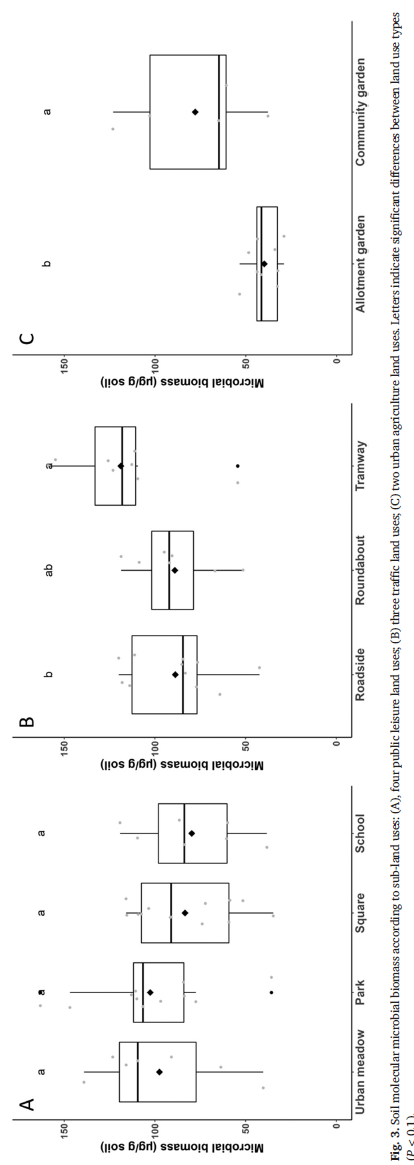 A
Microbial biomass (µg/g soil)
150
100
50
0
a
a
a
a
Urban meadow
Park
Square
School
B
Microbial biomass (µg/g soil)
150
100
50
0
b
ab
a
Roadside
Roundabout
Tramway
C
Microbial biomass (µg/g soil)
150
100
50
0
b
a
Allotment garden
Community garden
Fig. 3. Soil molecular microbial biomass according to sub-land uses: (A), four public leisure land uses; (B) three traffic land uses; (C) two urban agriculture land uses. Letters indicate significant differences between land use types
(P < 0.1).